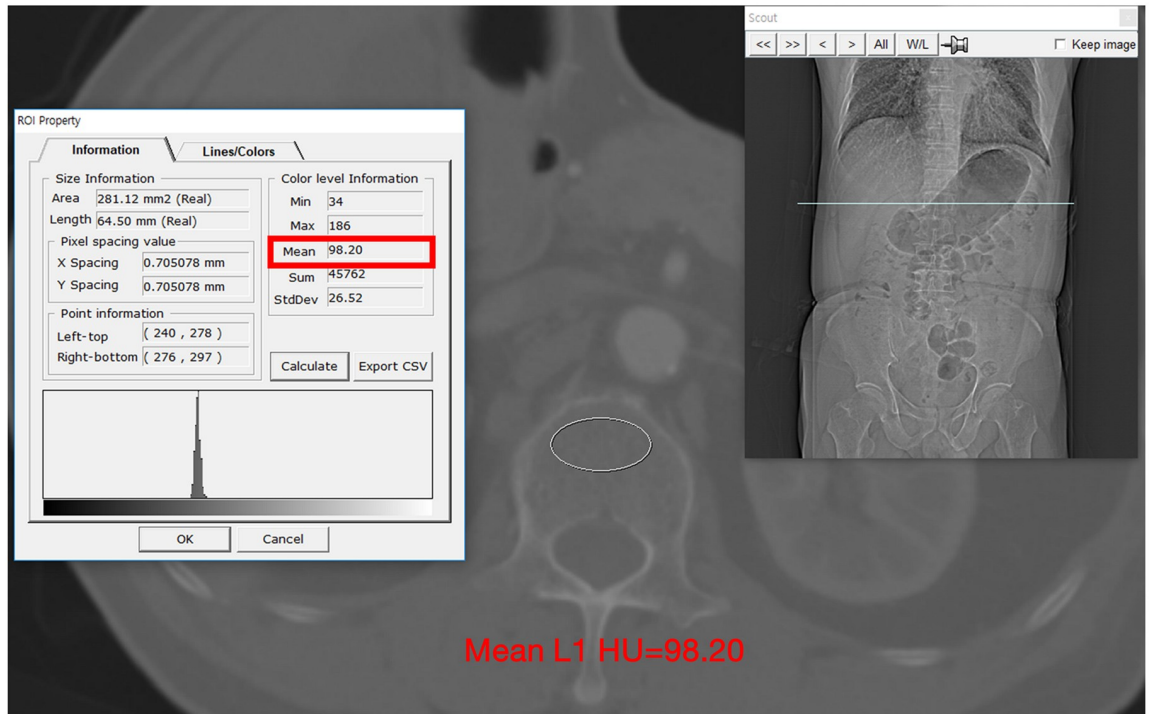 Scout
<< >> < > All W/L Keep image
ROI Property
Information Lines/Colors
Size Information
Area 281.12 mm2 (Real)
Length 64.50 mm (Real)
Pixel spacing value
X Spacing 0.705078 mm
Y Spacing 0.705078 mm
Point information
Left-top ( 240 , 278 )
Right-bottom ( 276 , 297 )
Color level Information
Min 34
Max 186
Mean 98.20
Sum 45762
StdDev 26.52
Calculate Export CSV
OK Cancel
Mean L1 HU=98.20